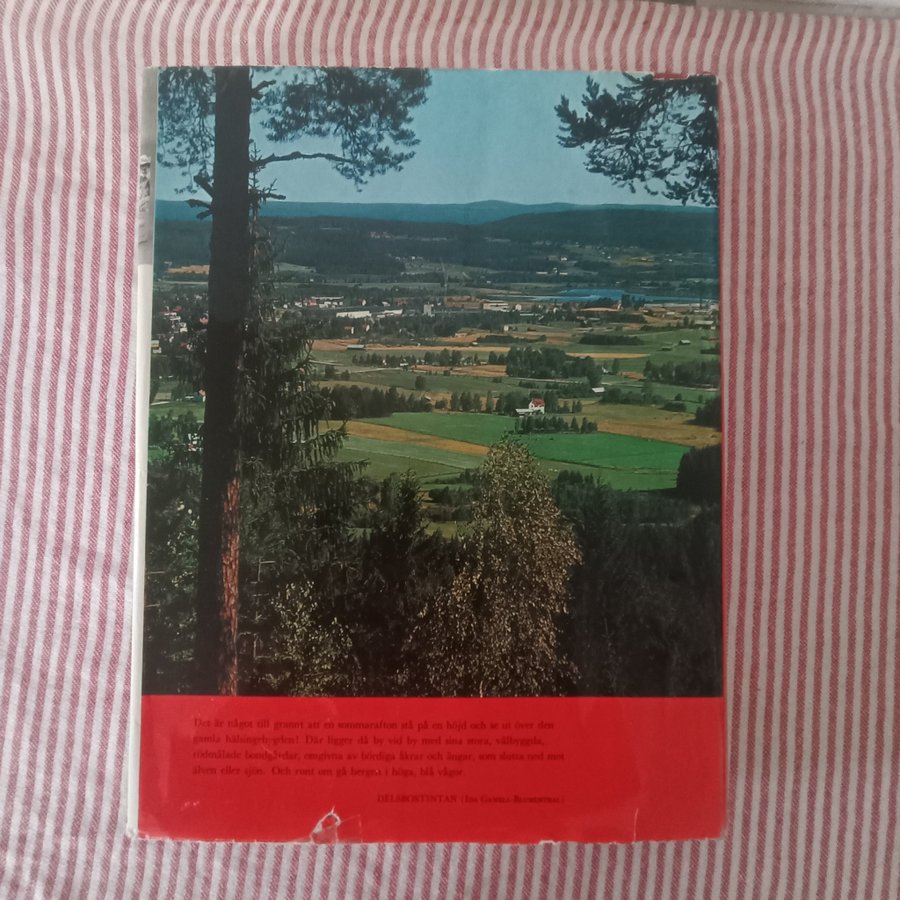 Det är något till grannt att en sommarafton stå på en höjd och se ut över den
gamla hälsingebygden! Där ligger då by vid by med sina stora, välbyggda,
rödmålade bondgårdar, omgivna av bördiga åkrar och ängar, som slutta ned mot
älven eller sjön. Och runt om gå bergen i höga, blå vågor.
DELSBOSTINTAN (IDA GAWELL-BLUMENTHAL)